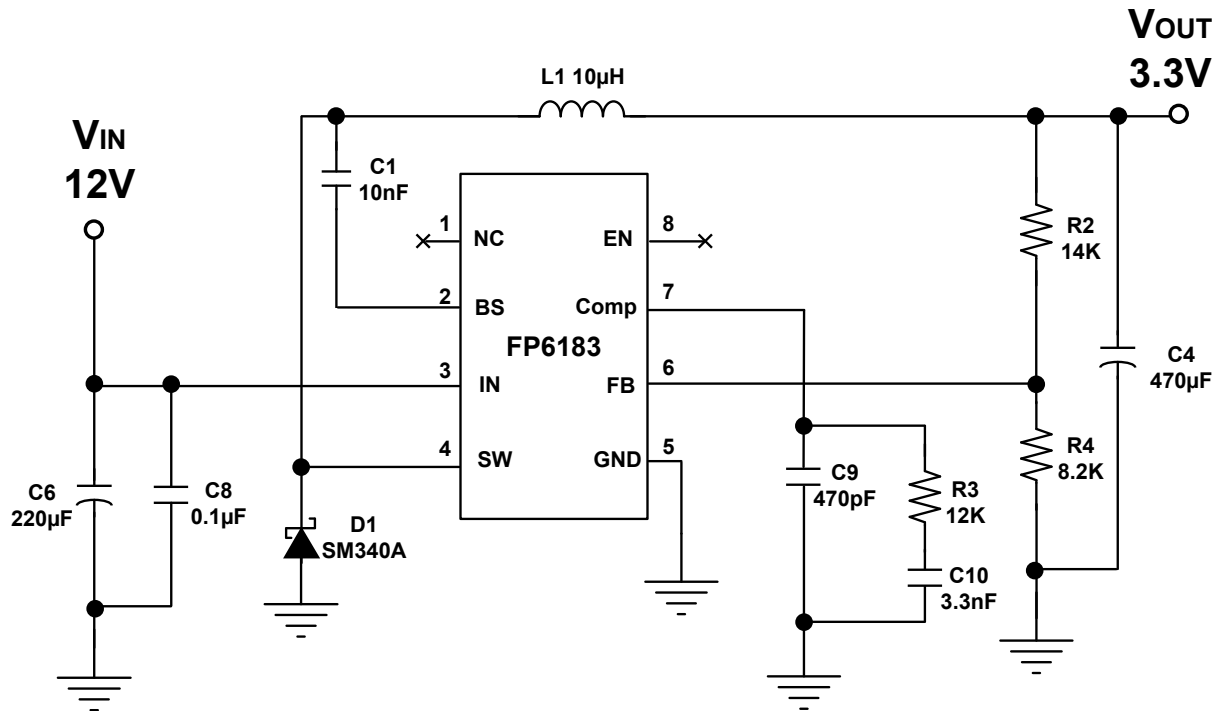 VOUT
3.3V
L1 10µH
VIN
12V
C1
10nF
1
NC
EN
8
R2
14K
2
BS
Comp
7
FP6183
C4
470µF
3
IN
FB
6
4
SW
GND
5
R4
8.2K
C6
220µF
C8
0.1µF
C9
470pF
R3
12K
D1
SM340A
C10
3.3nF